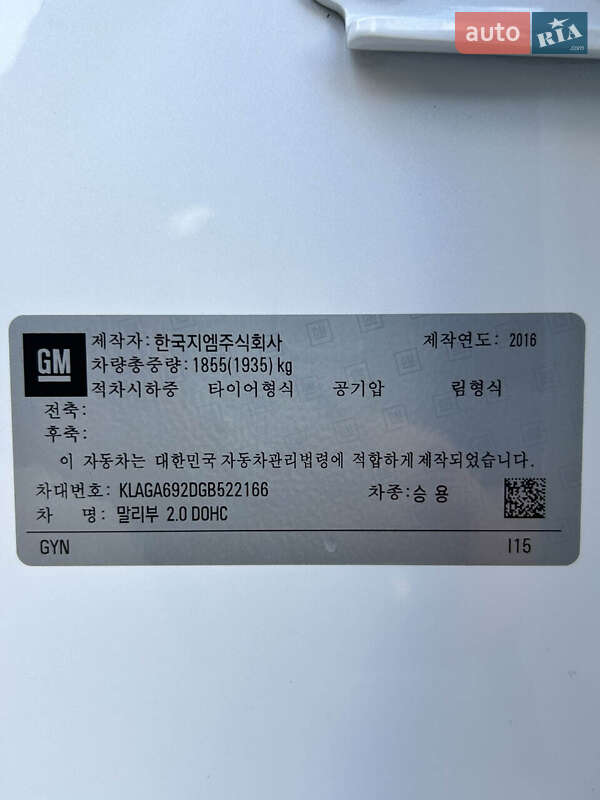 auto RIA .com
GM
제작자: 한국지엠주식회사 제작연도: 2016
차량총중량: 1855(1935) kg
적차시하중 타이어형식 공기압 림형식
전축:
후축:
이 자동차는 대한민국 자동차관리법령에 적합하게 제작되었습니다.
차대번호: KLAGA692DGB522166 차종: 승 용
차 명: 말리부 2.0 DOHC
GYN I15